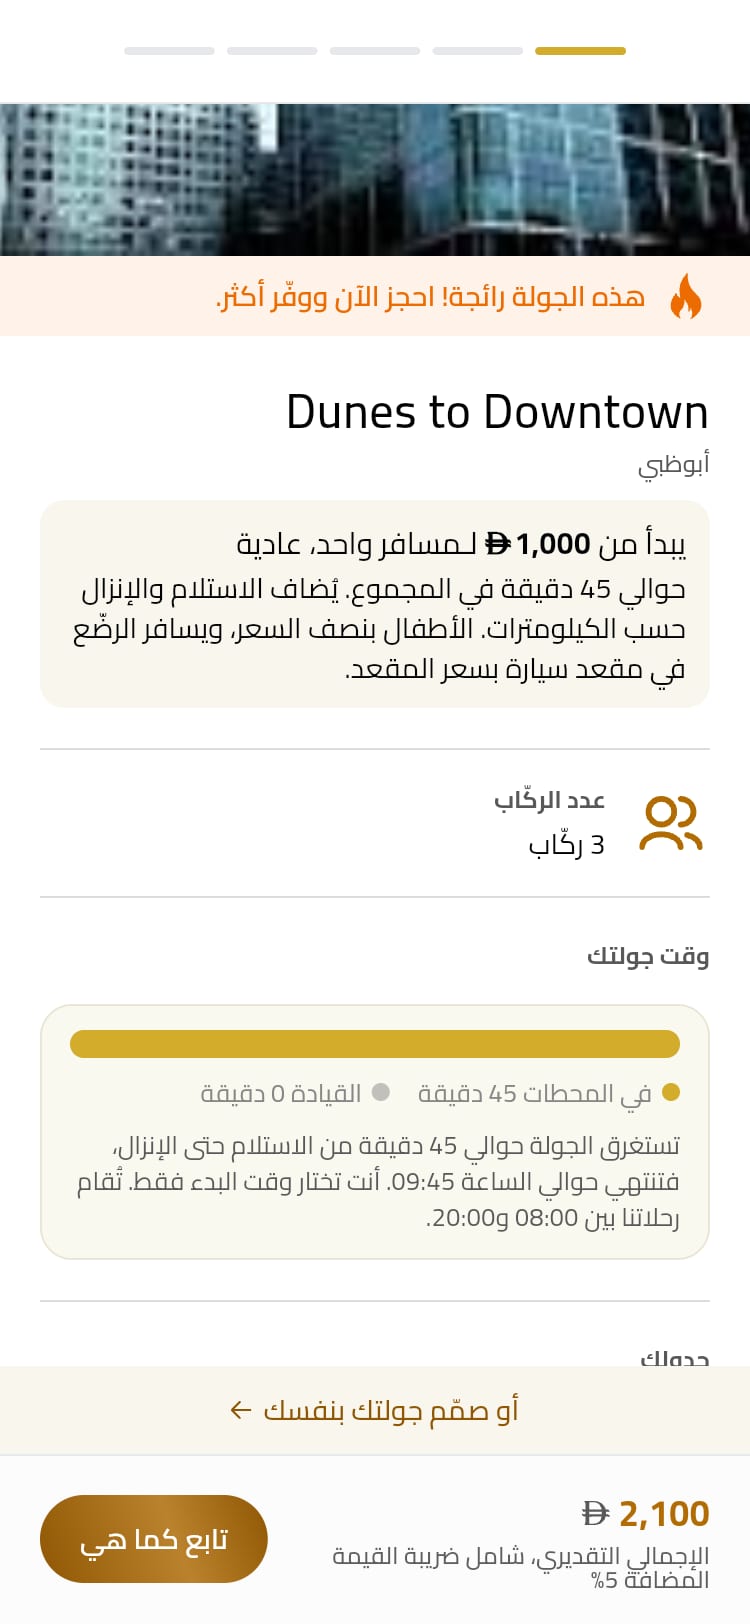 هذه الجولة رائجة! احجز الآن ووفّر أكثر.
Dunes to Downtown
أبوظبي
يبدأ من 1,000 لـمسافر واحد، عادية
حوالي 45 دقيقة في المجموع. يُضاف الاستلام والإنزال
حسب الكيلومترات. الأطفال بنصف السعر، ويسافر الرضّع
في مقعد سيارة بسعر المقعد.
عدد الركّاب
3 ركّاب
وقت جولتك
في المحطات 45 دقيقة
القيادة 0 دقيقة
تستغرق الجولة حوالي 45 دقيقة من الاستلام حتى الإنزال،
فتنتهي حوالي الساعة 09:45. أنت تختار وقت البدء فقط. تُقام
رحلاتنا بين 08:00 و20:00.
جدولك
أو صمّم جولتك بنفسك ←
2,100
الإجمالي التقديري، شامل ضريبة القيمة
المضافة 5%
تابع كما هي